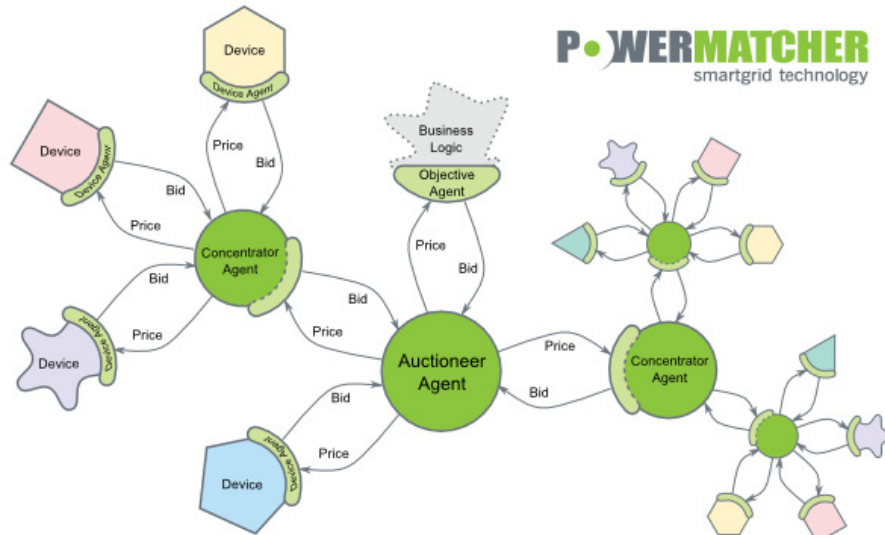 POWERMATCHER
smartgrid technology
Device
Device Agent
Price
Bid
Device
Device Agent
Bid
Price
Business
Logic
Objective
Agent
Price
Bid
Concentrator
Agent
Bid
Price
Device
Device Agent
Bid
Price
Auctioneer
Agent
Price
Bid
Concentrator
Agent
Bid
Price
Device
Device Agent